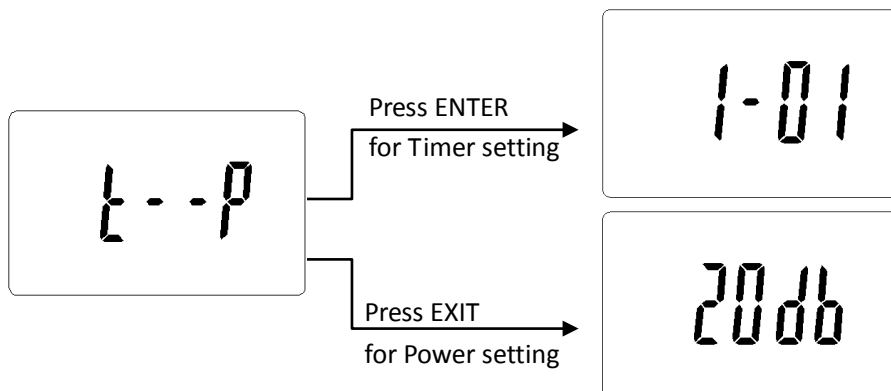 t--P
Press ENTER
for Timer setting
1-01
Press EXIT
for Power setting
20db